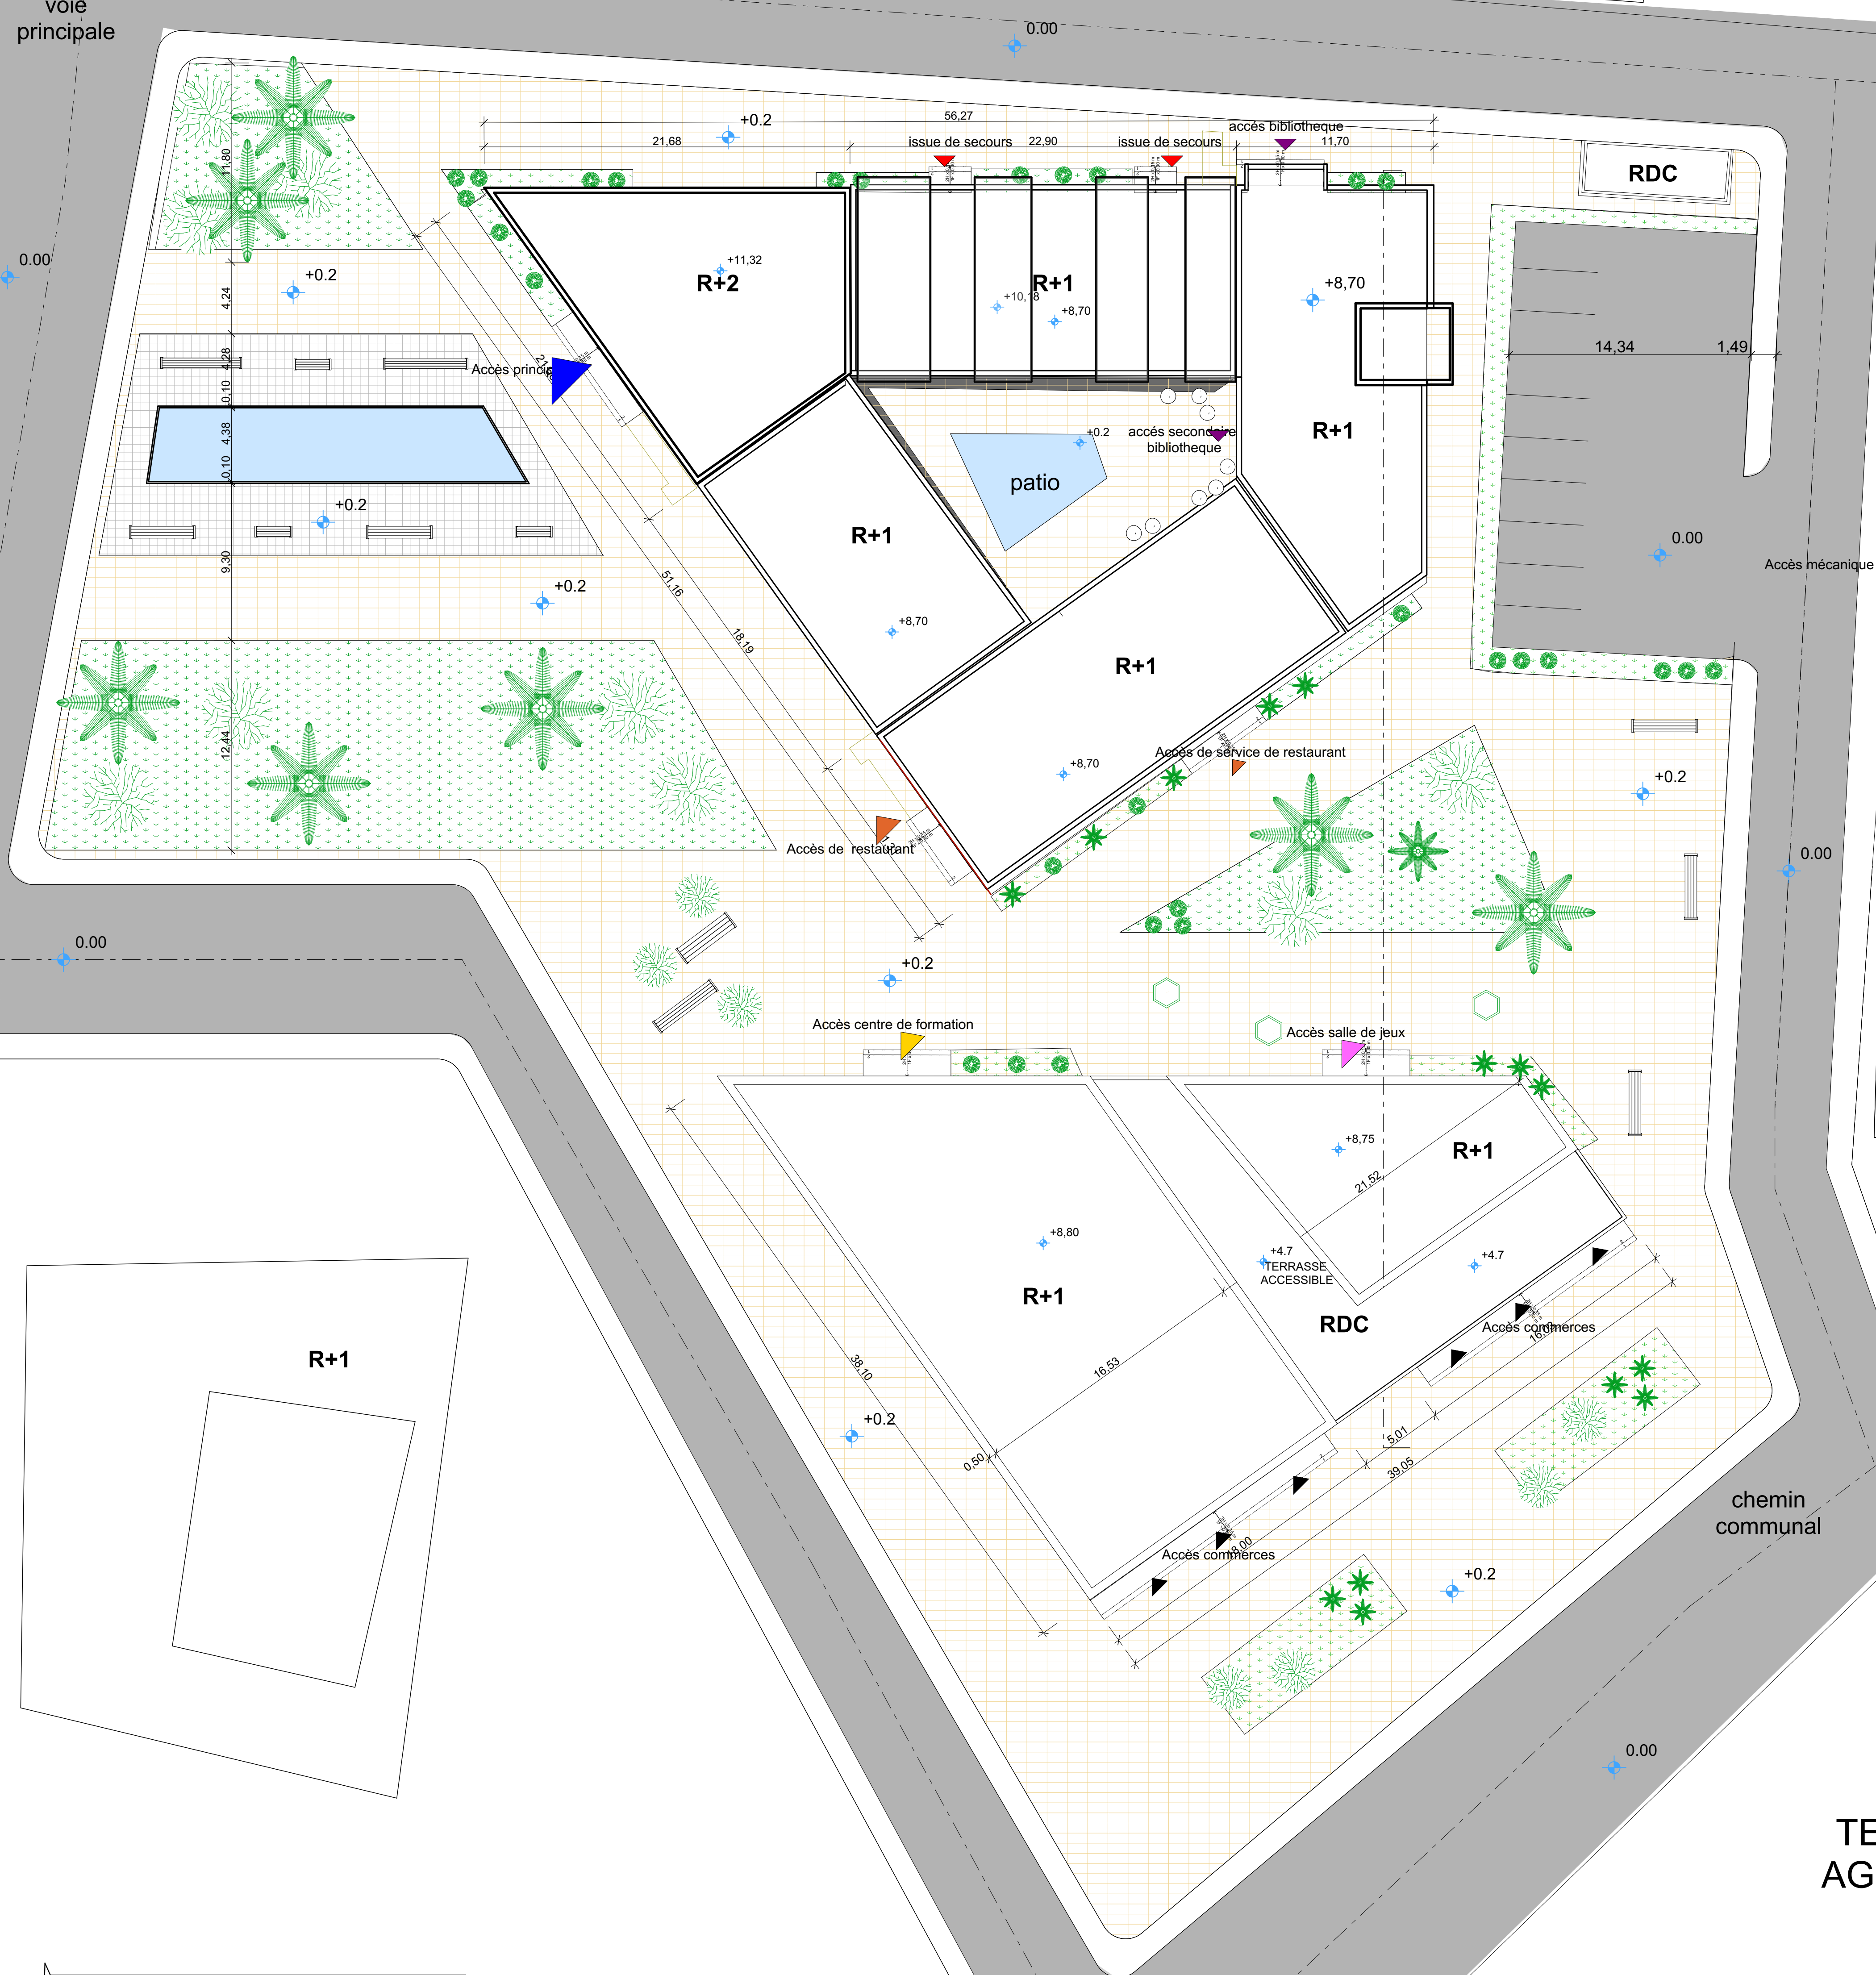 voie
principale
0.00
56,27
+0.2
21,68
issue de secours
22,90
issue de secours
accés bibliotheque
11,70
RDC
11,80
0.00
+0.2
4,24
+11,32
R+2
R+1
+10,18
+8,70
+8,70
14,34
1,49
4,28
0,10
4,38
0,10
R+1
+0.2
accés secondaire
bibliotheque
patio
+0.2
9,30
R+1
0.00
Accès mécanique
+0.2
51,16
18,19
+8,70
R+1
12,44
+8,70
Accès de service de restaurant
+0.2
Accès de restaurant
0.00
0.00
+0.2
Accès centre de formation
Accès salle de jeux
+8,75
R+1
21,52
+8,80
+4.7
TERRASSE
ACCESSIBLE
+4.7
R+1
RDC
Accès commerces
R+1
38,10
16,53
+0.2
0,50
5,01
39,05
chemin
communal
Accès commerces
18,00
+0.2
0.00
TE
AG